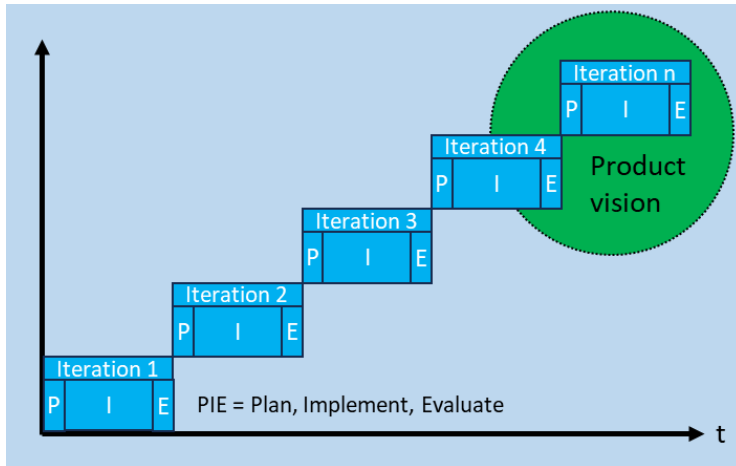 Iteration n
P I E
Iteration 4
P I E
Product
vision
Iteration 3
P I E
Iteration 2
P I E
Iteration 1
P I E
PIE = Plan, Implement, Evaluate
t